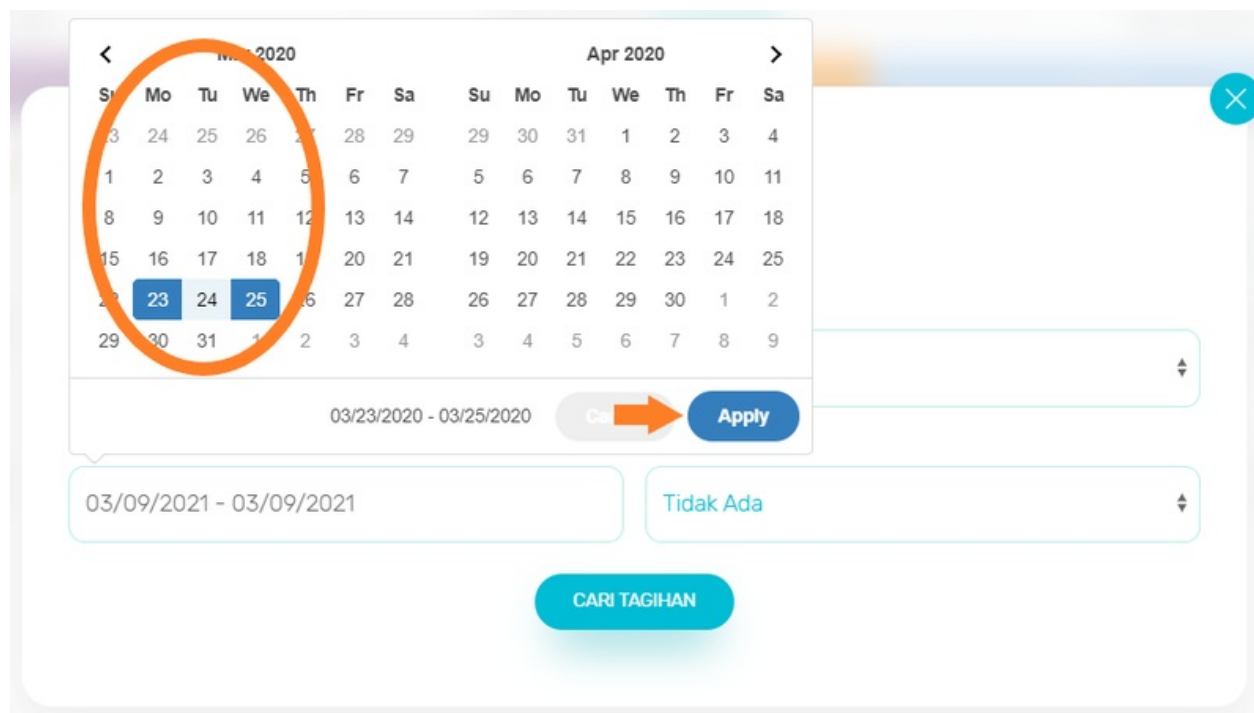 2020 Apr 2020
Mo Tu We Th Fr Sa Su Mo Tu We Th Fr Sa
24 25 26 28 29 29 30 31 1 2 3 4
1 2 3 4 5 6 7 5 6 7 8 9 10 11
8 9 10 11 12 13 14 12 13 14 15 16 17 18
15 16 17 18 20 21 19 20 21 22 23 24 25
23 24 25 27 28 26 27 28 29 30 1 2
29 30 31 2 3 4 3 4 5 6 7 8 9
03/23/2020 - 03/25/2020 Apply
03/09/2021 - 03/09/2021 Tidak Ada
CARI TAGIHAN